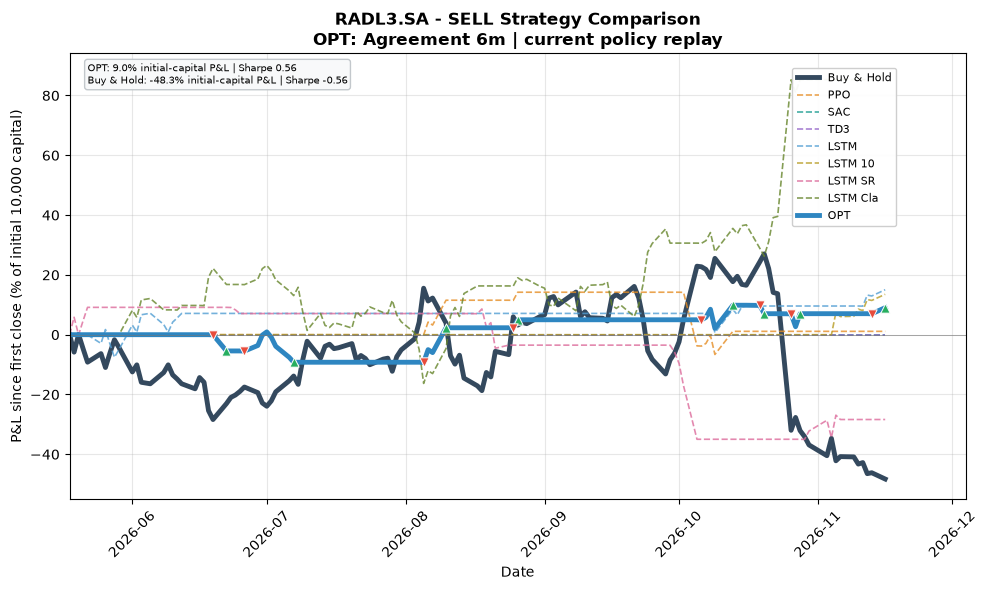 RADL3.SA - SELL Strategy Comparison
OPT: Agreement 6m | current policy replay
OPT: 9.0% initial-capital P&L | Sharpe 0.56
Buy & Hold: -48.3% initial-capital P&L | Sharpe -0.56
Buy & Hold
PPO
SAC
TD3
LSTM
LSTM 10
LSTM SR
LSTM Cla
OPT
P&L since first close (% of initial 10,000 capital)
80
60
40
20
0
−20
−40
2026-06
2026-07
2026-08
2026-09
2026-10
2026-11
2026-12
Date